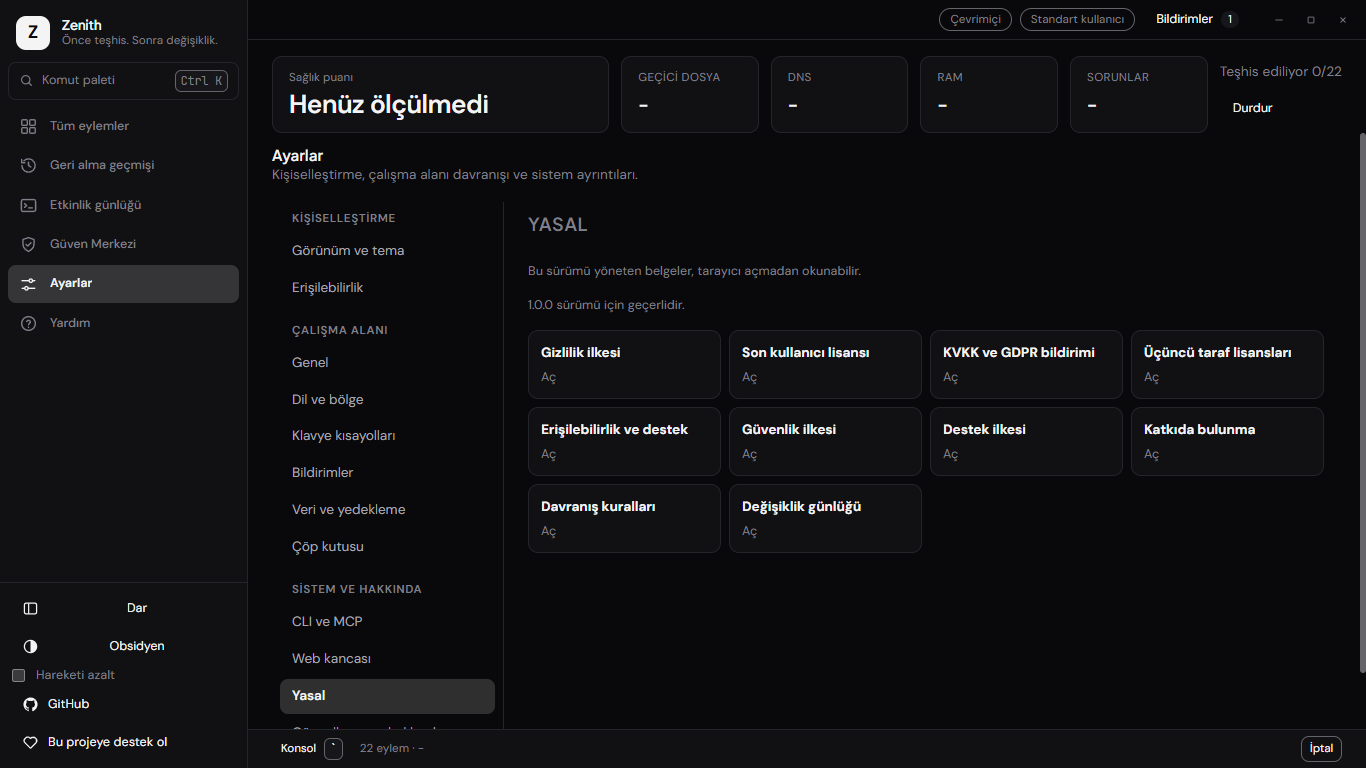 Z
Zenith
Önce teşhis. Sonra değişiklik.
Komut paleti
Ctrl K
Tüm eylemler
Geri alma geçmişi
Etkinlik günlüğü
Güven Merkezi
Ayarlar
Yardım
Dar
Obsidyen
Hareketi azalt
GitHub
Bu projeye destek ol
Çevrimiçi
Standart kullanıcı
Bildirimler 1
Sağlık puanı
Henüz ölçülmedi
GEÇİCİ DOSYA
–
DNS
–
RAM
–
SORUNLAR
–
Teşhis ediliyor 0/22
Durdur
Ayarlar
Kişiselleştirme, çalışma alanı davranışı ve sistem ayrıntıları.
KİŞİSELLEŞTİRME
Görünüm ve tema
Erişilebilirlik
ÇALIŞMA ALANI
Genel
Dil ve bölge
Klavye kısayolları
Bildirimler
Veri ve yedekleme
Çöp kutusu
SİSTEM VE HAKKINDA
CLI ve MCP
Web kancası
Yasal
YASAL
Bu sürümü yöneten belgeler, tarayıcı açmadan okunabilir.
1.0.0 sürümü için geçerlidir.
Gizlilik ilkesi
Aç
Son kullanıcı lisansı
Aç
KVKK ve GDPR bildirimi
Aç
Üçüncü taraf lisansları
Aç
Erişilebilirlik ve destek
Aç
Güvenlik ilkesi
Aç
Destek ilkesi
Aç
Katkıda bulunma
Aç
Davranış kuralları
Aç
Değişiklik günlüğü
Aç
Konsol `
22 eylem · –
İptal